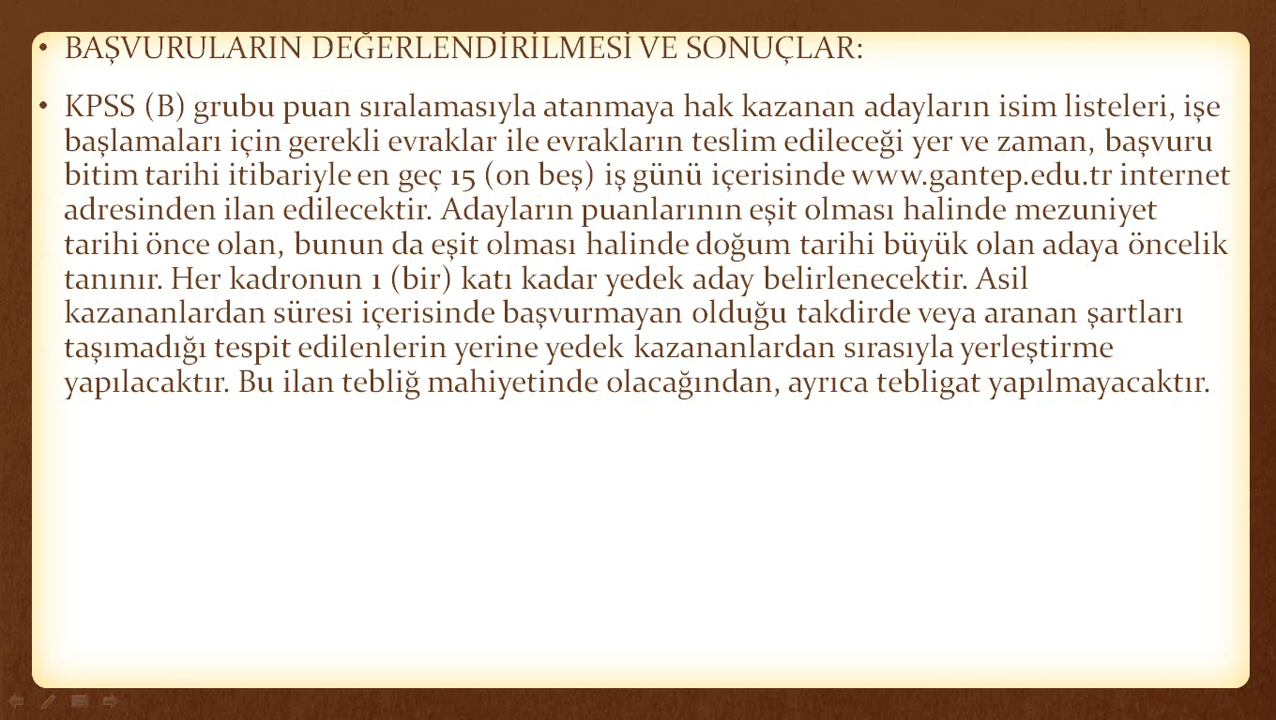 • BAŞVURULARIN DEĞERLENDİRİLMESİ VE SONUÇLAR:
• KPSS (B) grubu puan sıralamasıyla atanmaya hak kazanan adayların isim listeleri, işe
başlamaları için gerekli evraklar ile evrakların teslim edileceği yer ve zaman, başvuru
bitim tarihi itibariyle en geç 15 (on beş) iş günü içerisinde www.gantep.edu.tr internet
adresinden ilan edilecektir. Adayların puanlarının eşit olması halinde mezuniyet
tarihi önce olan, bunun da eşit olması halinde doğum tarihi büyük olan adaya öncelik
tanınır. Her kadronun 1 (bir) katı kadar yedek aday belirlenecektir. Asil
kazananlardan süresi içerisinde başvurmayan olduğu takdirde veya aranan şartları
taşımadığı tespit edilenlerin yerine yedek kazananlardan sırasıyla yerleştirme
yapılacaktır. Bu ilan tebliğ mahiyetinde olacağından, ayrıca tebligat yapılmayacaktır.